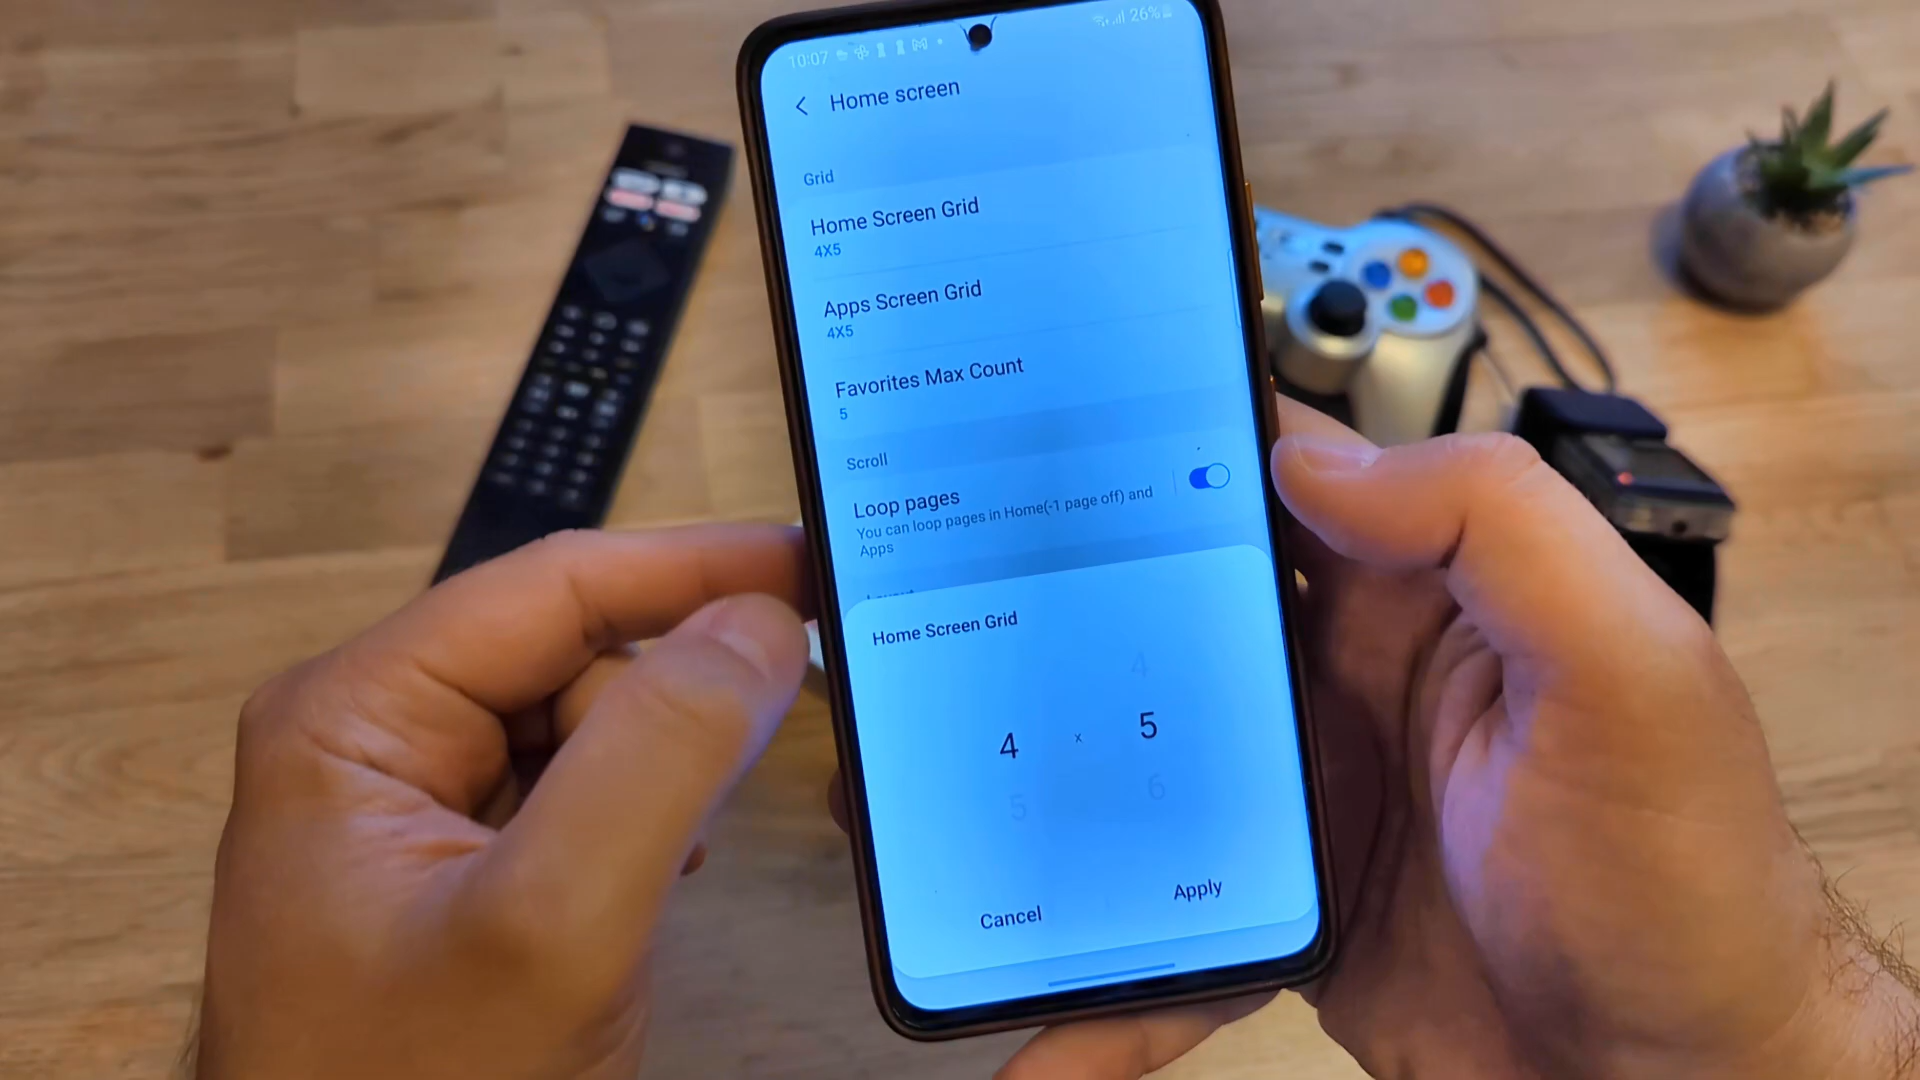 10:07
26%
Home screen
Grid
Home Screen Grid
4X5
Apps Screen Grid
4X5
Favorites Max Count
5
Scroll
Loop pages
You can loop pages in Home(-1 page off) and
Apps
Home Screen Grid
4
4 x 5
5 6
Cancel Apply